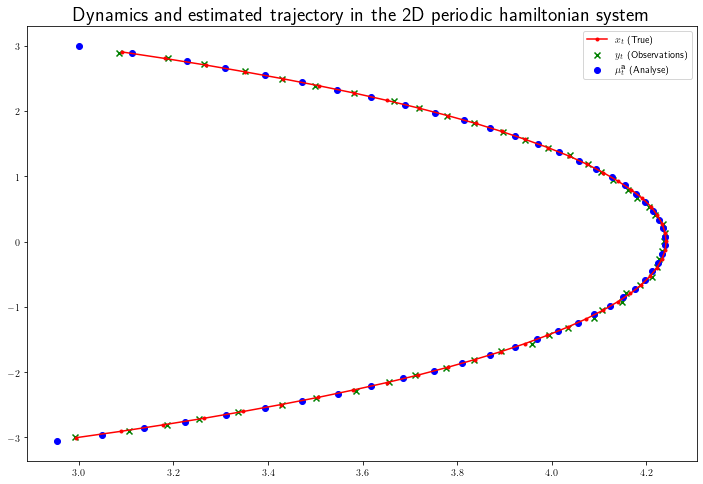 Dynamics and estimated trajectory in the 2D periodic hamiltonian system
x_t (True)
y_t (Observations)
μ_t^a (Analyse)
3
2
1
0
−1
−2
−3
3.0 3.2 3.4 3.6 3.8 4.0 4.2